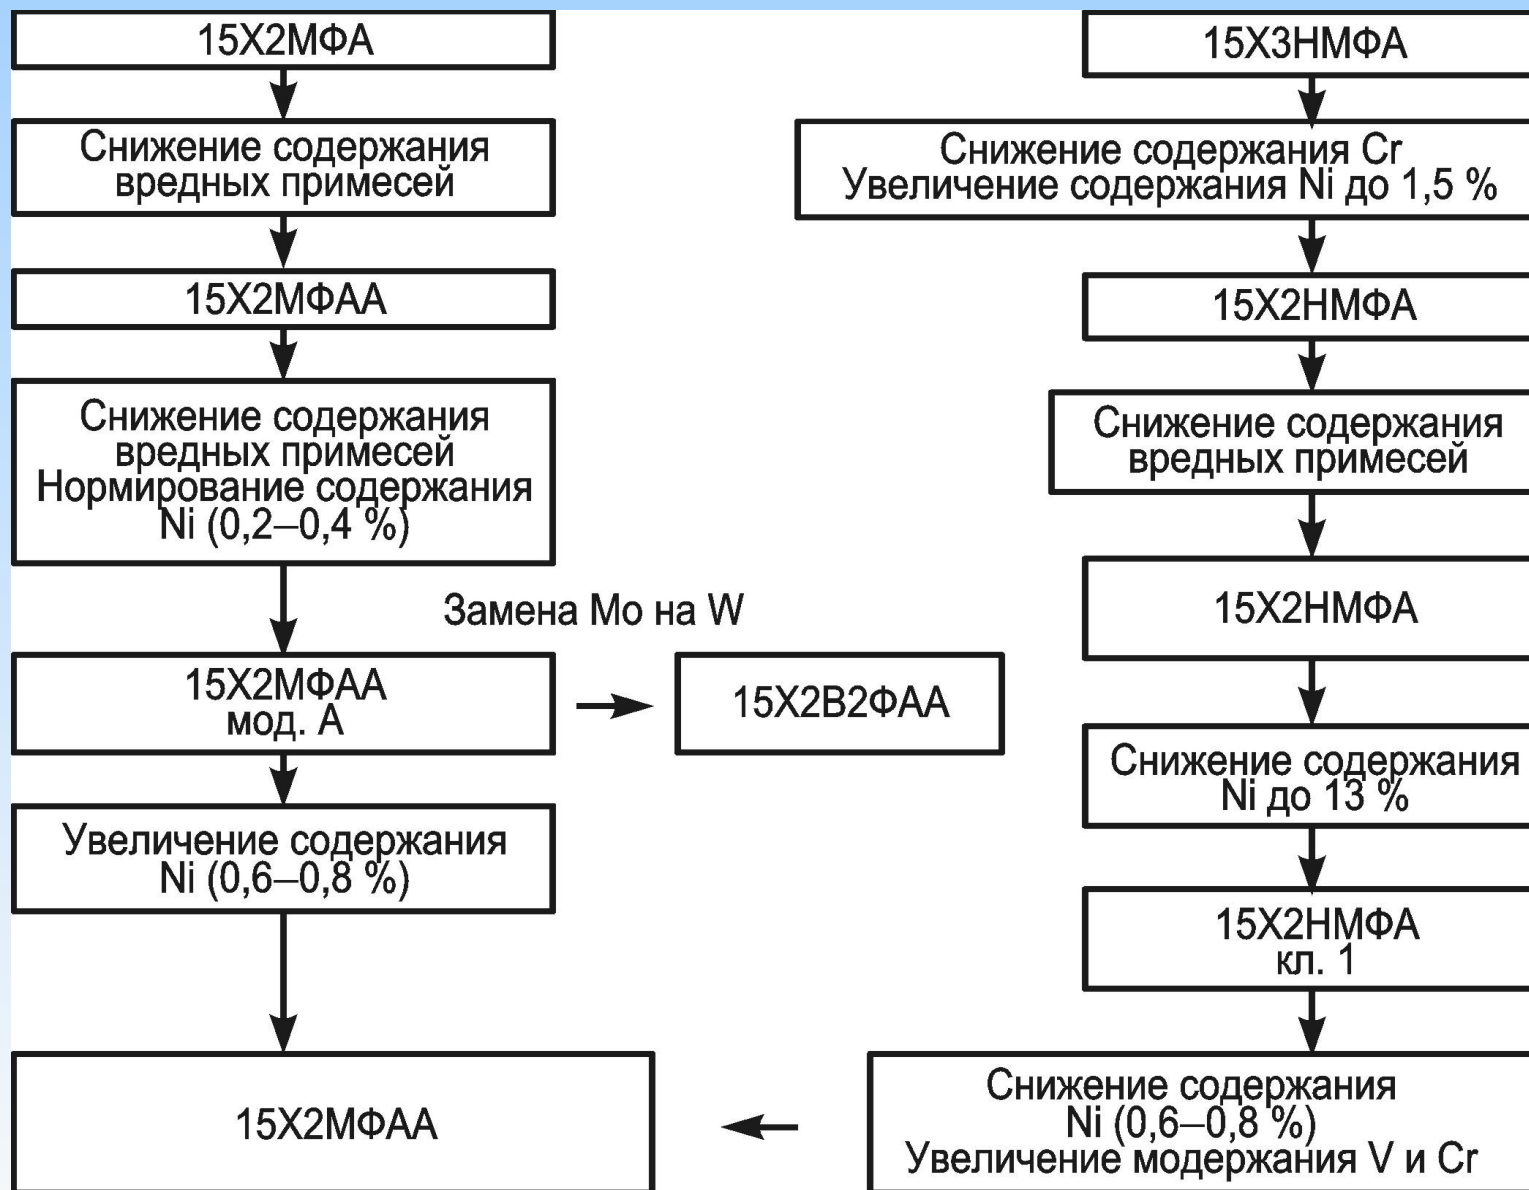 15Х2МФА
Снижение содержания
вредных примесей
15Х2МФАА
Снижение содержания
вредных примесей
Нормирование содержания
Ni (0,2–0,4 %)
Замена Mo на W
15Х2МФАА
мод. А
15Х2В2ФАА
Увеличение содержания
Ni (0,6–0,8 %)
15Х2МФАА
15Х3НМФА
Снижение содержания Cr
Увеличение содержания Ni до 1,5 %
15Х2НМФА
Снижение содержания
вредных примесей
15Х2НМФА
Снижение содержания
Ni до 13 %
15Х2НМФА
кл. 1
Снижение содержания
Ni (0,6–0,8 %)
Увеличение модержания V и Cr